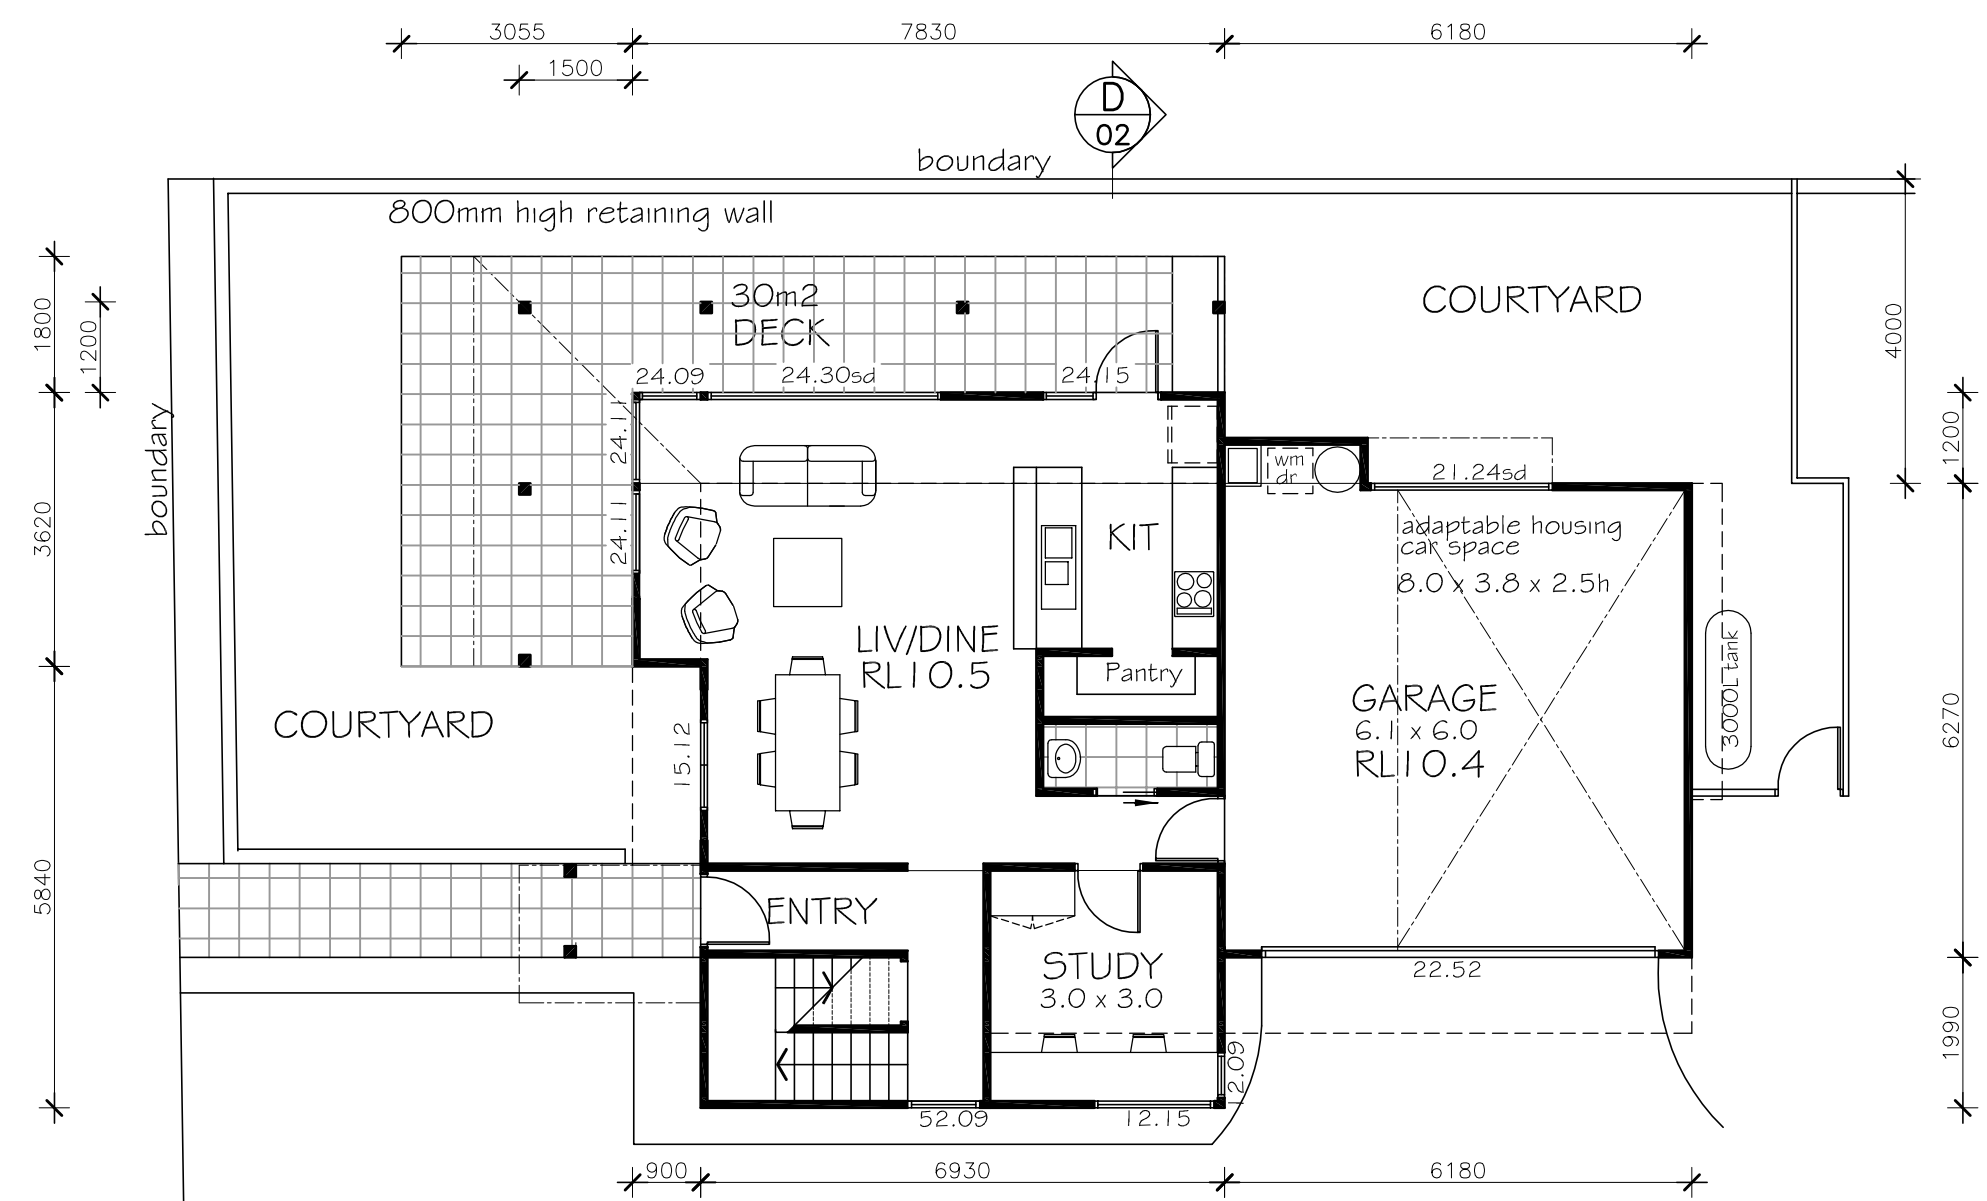 3055
7830
6180
1500
D
02
boundary
800mm high retaining wall
30m2
DECK
COURTYARD
1800
1200
4000
24.09
24.30sd
24.15
boundary
24.11
24.11
3620
1200
wm
dr
21.24sd
KIT
adaptable housing
car space
8.0 x 3.8 x 2.5h
LIV/DINE
RL10.5
Pantry
3000L tank
GARAGE
6.1 x 6.0
RL10.4
6270
COURTYARD
15.12
5840
ENTRY
STUDY
3.0 x 3.0
22.52
1990
12.09
52.09
12.15
900
6930
6180